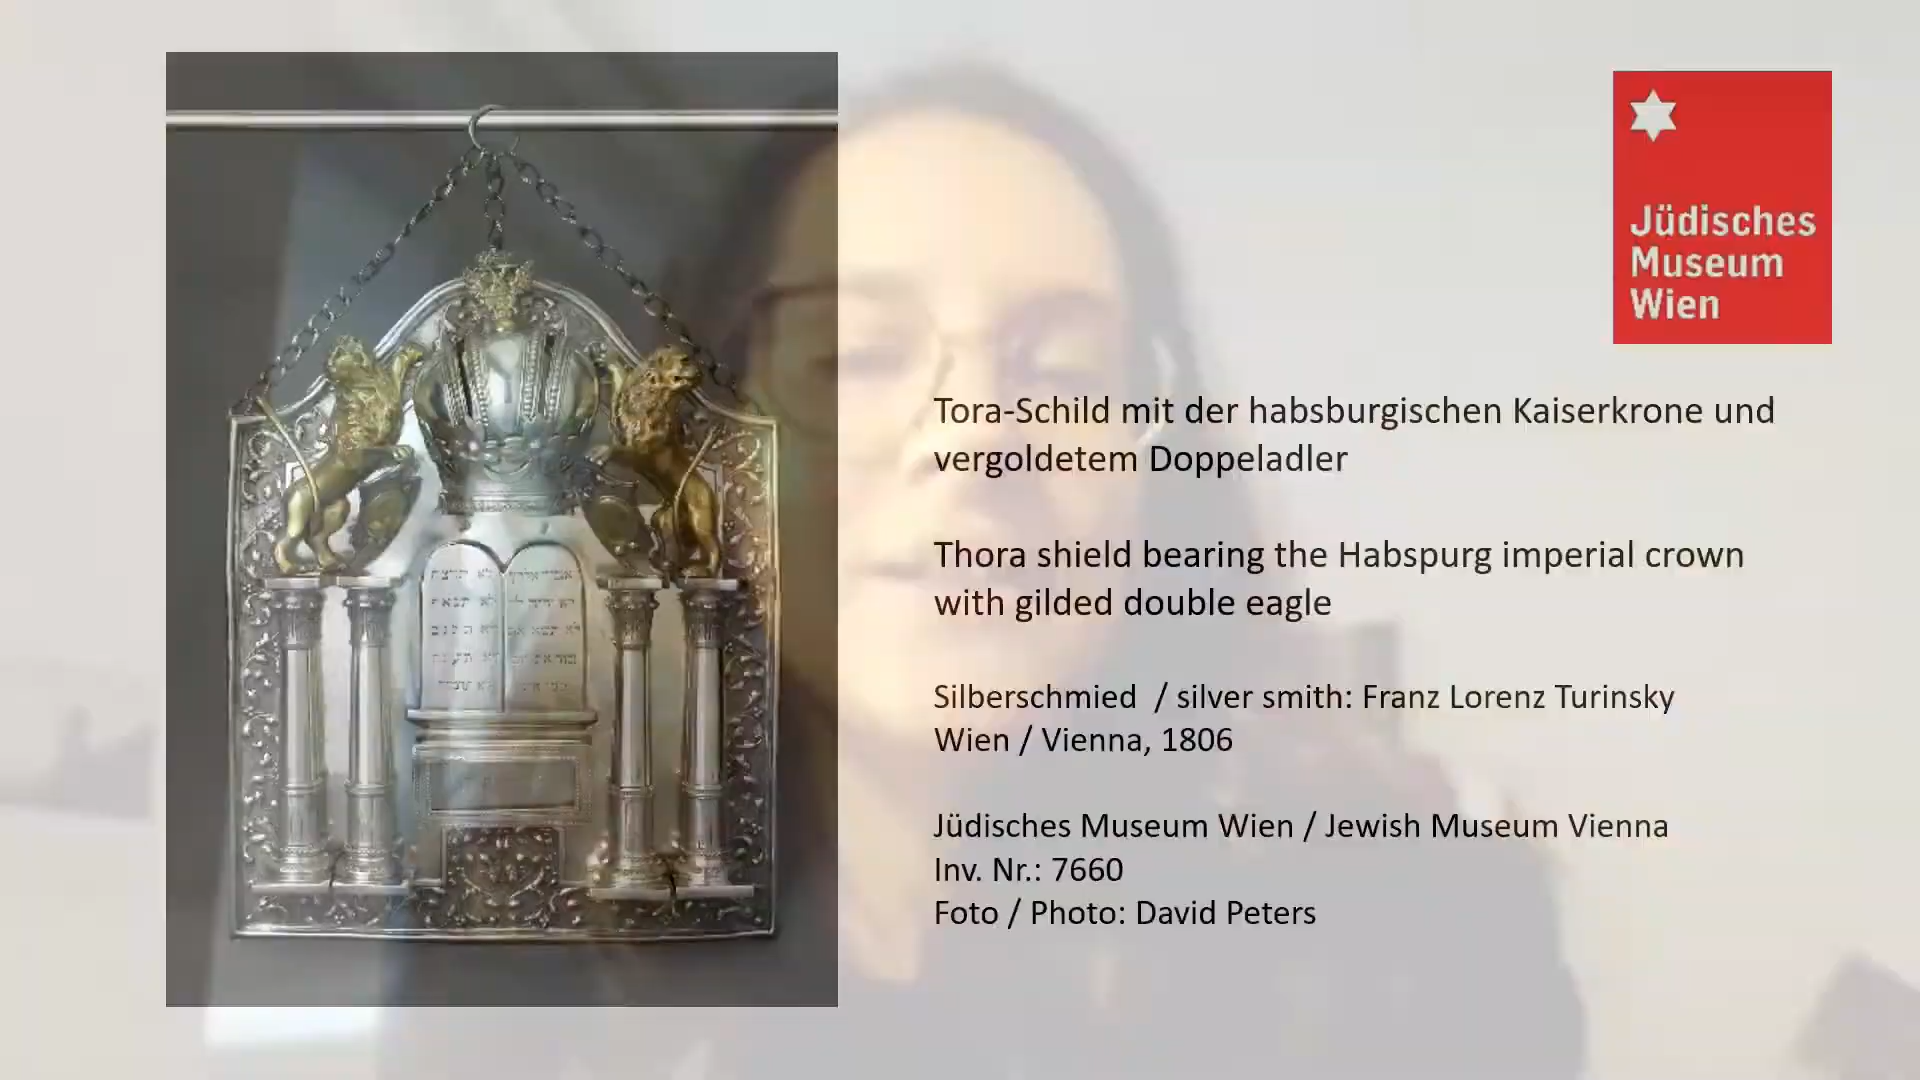 Jüdisches
Museum
Wien
Tora-Schild mit der habsburgischen Kaiserkrone und
vergoldetem Doppeladler
Thora shield bearing the Habspurg imperial crown
with gilded double eagle
Silberschmied / silver smith: Franz Lorenz Turinsky
Wien / Vienna, 1806
Jüdisches Museum Wien / Jewish Museum Vienna
Inv. Nr.: 7660
Foto / Photo: David Peters